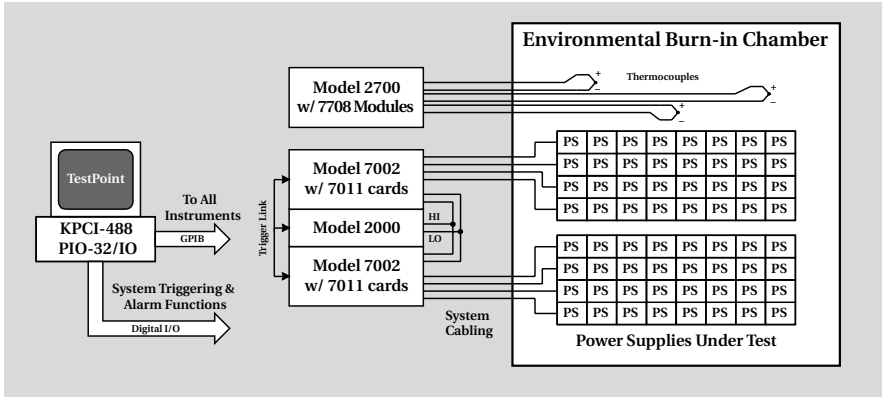 Environmental Burn-in Chamber
Model 2700
w/ 7708 Modules
+
–
Thermocouples
+
–
+
–
TestPoint
KPCI-488
PIO-32/IO
To All
Instruments
GPIB
System Triggering &
Alarm Functions
Digital I/O
Trigger Link
Model 7002
w/ 7011 cards
Model 2000
HI
LO
Model 7002
w/ 7011 cards
System
Cabling
PS PS PS PS PS PS PS PS
PS PS PS PS PS PS PS PS
PS PS PS PS PS PS PS PS
PS PS PS PS PS PS PS PS
PS PS PS PS PS PS PS PS
PS PS PS PS PS PS PS PS
PS PS PS PS PS PS PS PS
PS PS PS PS PS PS PS PS
Power Supplies Under Test